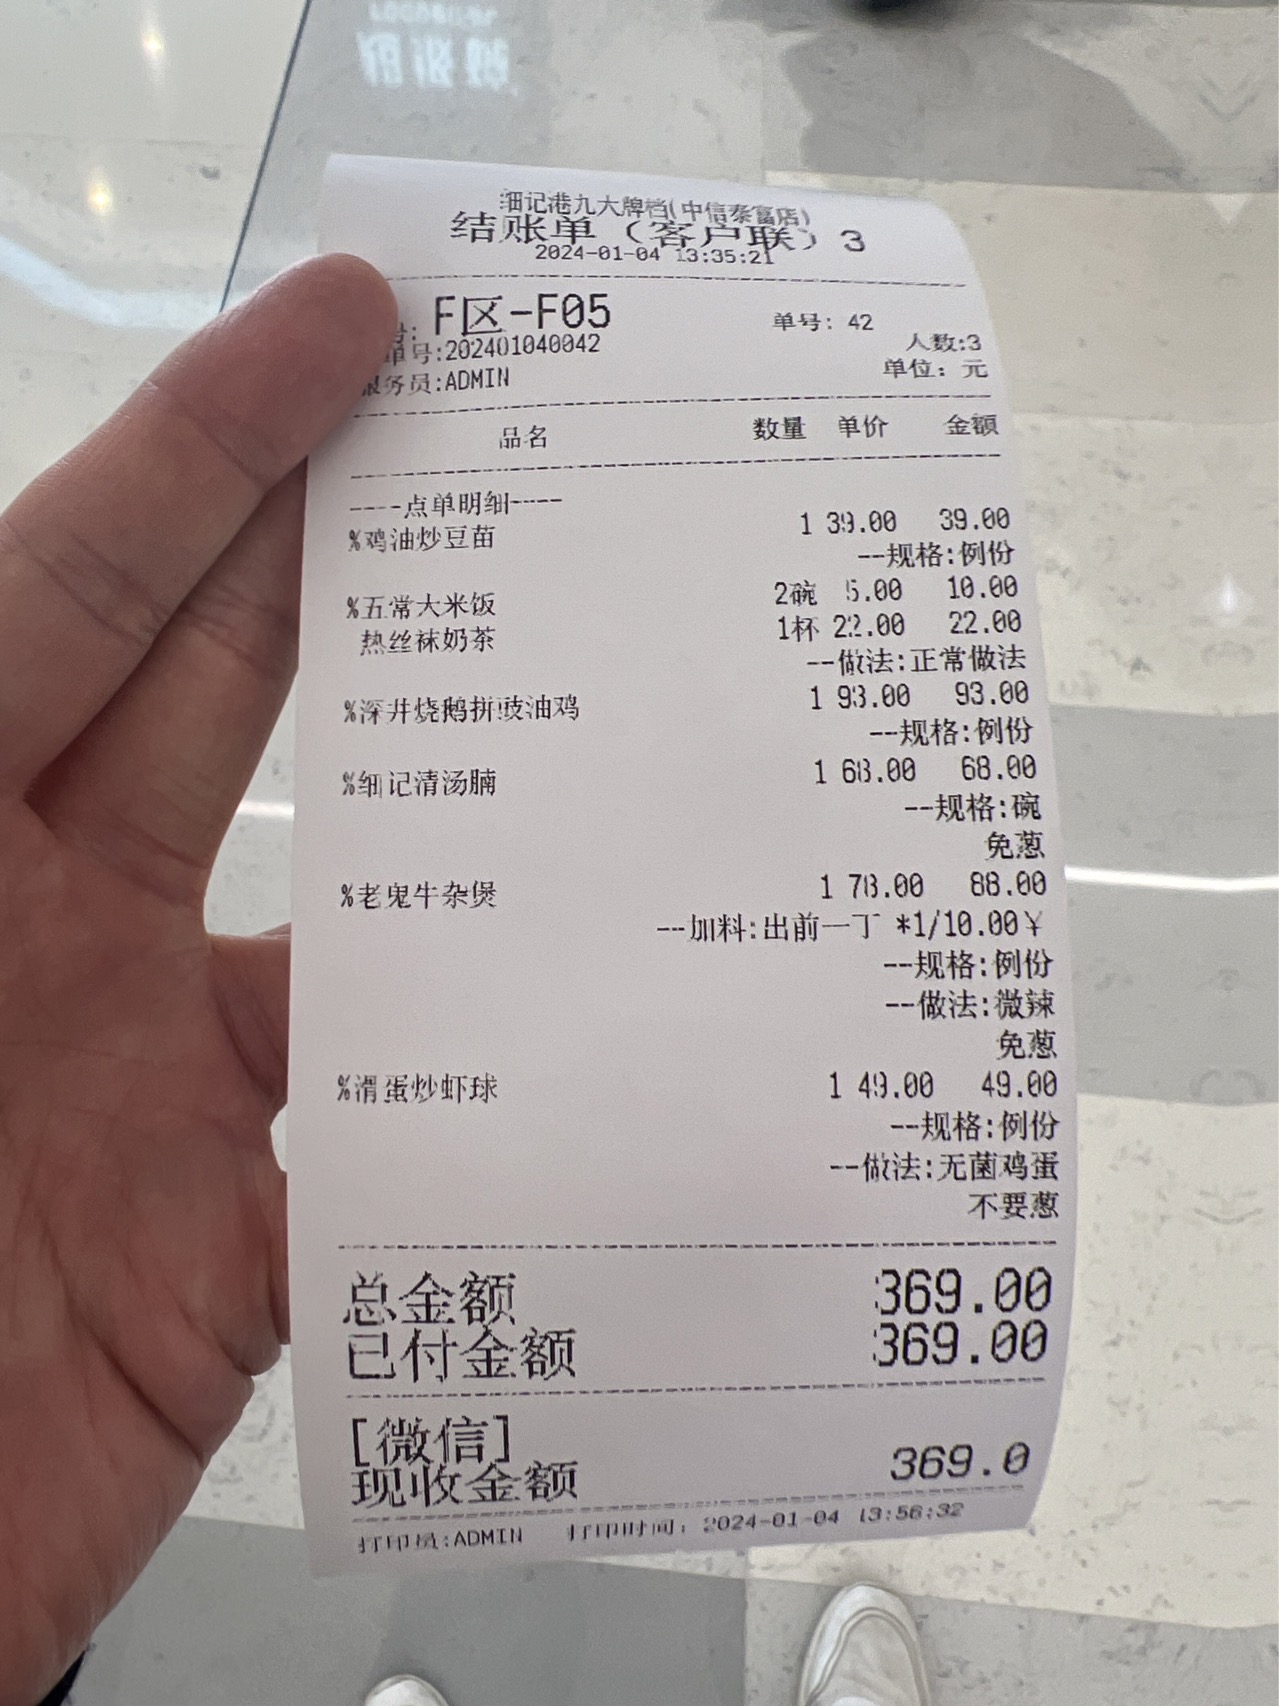 细记港九大牌档(中信泰富店)
结账单（客户联）3
2024-01-04 13:35:21
F区-F05 单号: 42
单号:202401040042 人数:3
服务员:ADMIN 单位: 元
品名 数量 单价 金额
----点单明细----
%鸡油炒豆苗 1 39.00 39.00
--规格:例份
%五常大米饭 2碗 5.00 10.00
热丝袜奶茶 1杯 22.00 22.00
--做法:正常做法
%深井烧鹅拼豉油鸡 1 93.00 93.00
--规格:例份
%细记清汤腩 1 68.00 68.00
--规格:碗
免葱
%老鬼牛杂煲 1 78.00 88.00
--加料:出前一丁 *1/10.00¥
--规格:例份
--做法:微辣
免葱
%滑蛋炒虾球 1 49.00 49.00
--规格:例份
--做法:无菌鸡蛋
不要葱
总金额 369.00
已付金额 369.00
[微信]
现收金额 369.0
打印员:ADMIN 打印时间: 2024-01-04 13:56:32